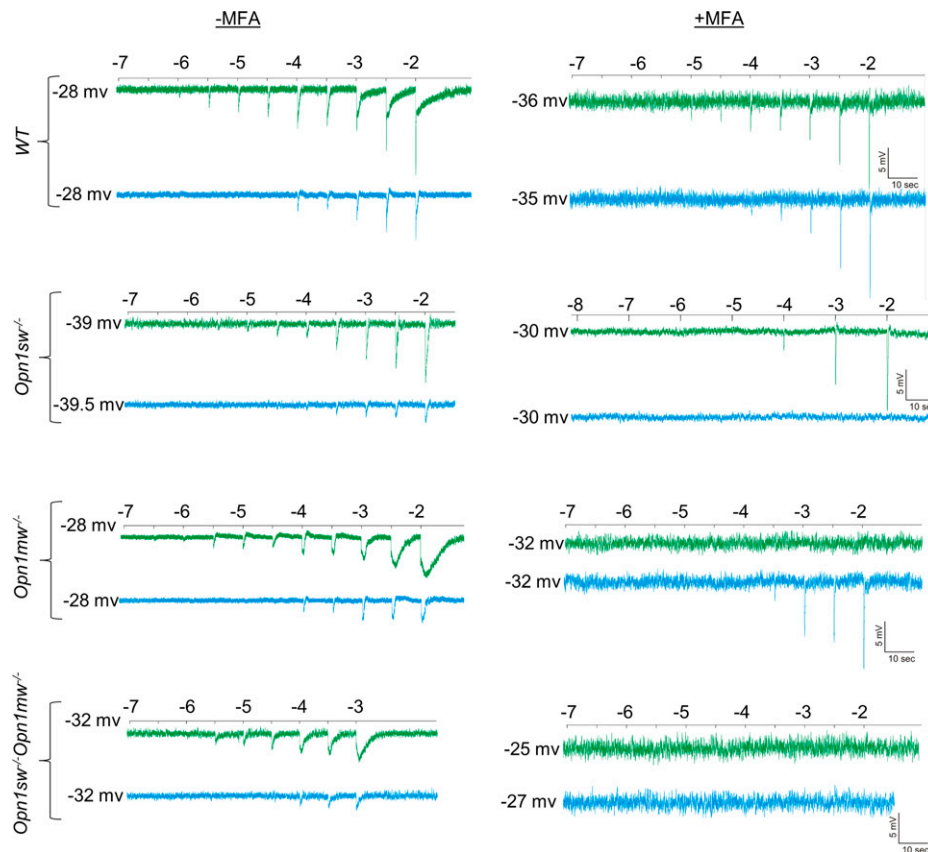 -MFA
+MFA
-7 -6 -5 -4 -3 -2
-7 -6 -5 -4 -3 -2
WT
-28 mv
-28 mv
-36 mv
5 mV
10 sec
-35 mv
Opn1sw-/-
-7 -6 -5 -4 -3 -2
-39 mv
-39.5 mv
-8 -7 -6 -5 -4 -3 -2
-30 mv
5 mV
10 sec
-30 mv
Opn1mw-/-
-28 mv
-7 -6 -5 -4 -3 -2
-28 mv
-7 -6 -5 -4 -3 -2
-32 mv
-32 mv
5 mV
10 sec
Opn1sw-/-Opn1mw-/-
-7 -6 -5 -4 -3
-32 mv
-32 mv
-7 -6 -5 -4 -3 -2
-25 mv
-27 mv
5 mV
10 sec